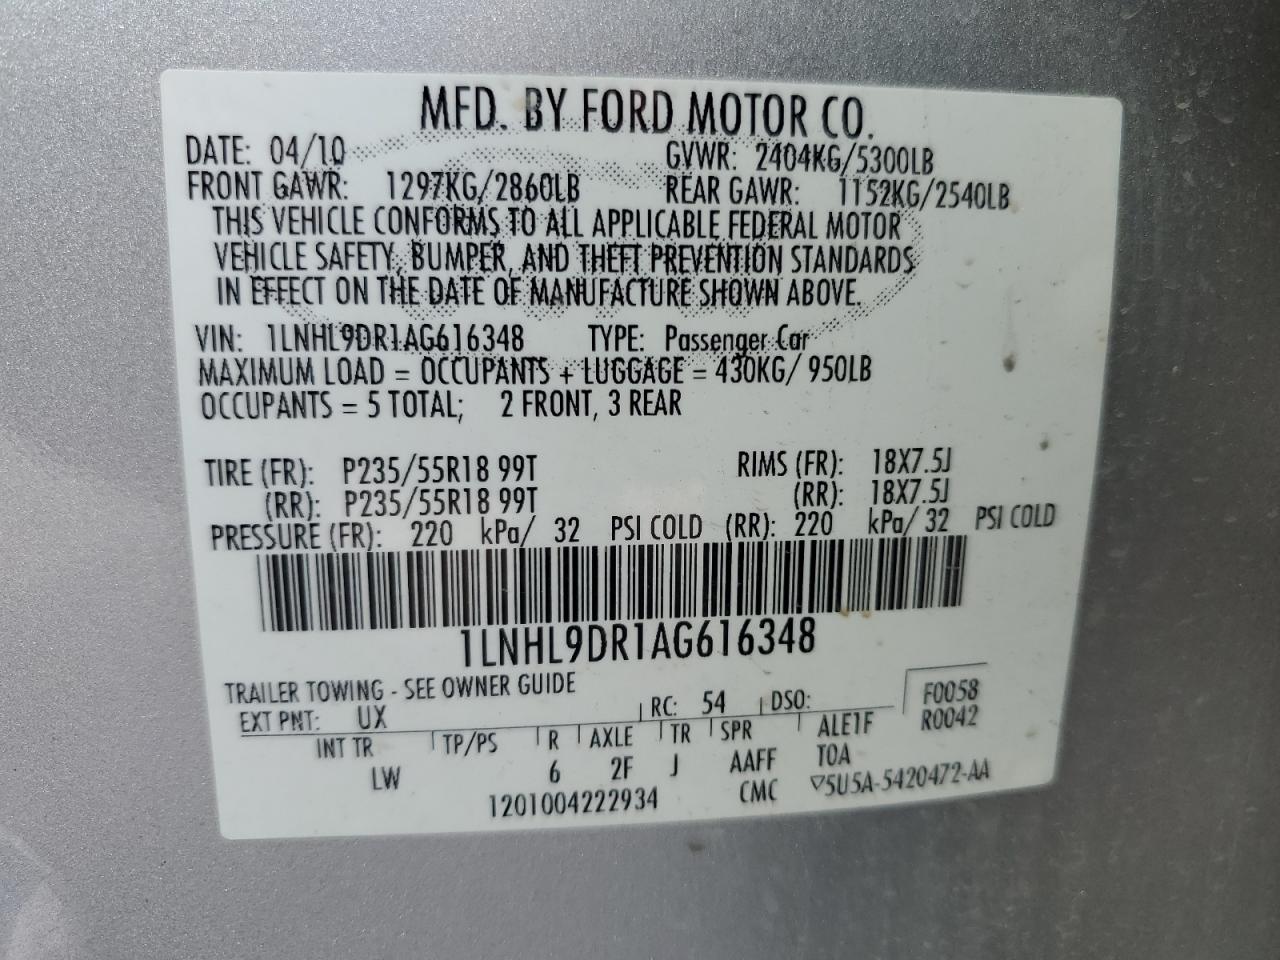 MFD. BY FORD MOTOR CO.
DATE: 04/10 GVWR: 2404KG/5300LB
FRONT GAWR: 1297KG/2860LB REAR GAWR: 1152KG/2540LB
THIS VEHICLE CONFORMS TO ALL APPLICABLE FEDERAL MOTOR
VEHICLE SAFETY, BUMPER, AND THEFT PREVENTION STANDARDS
IN EFFECT ON THE DATE OF MANUFACTURE SHOWN ABOVE.
VIN: 1LNHL9DR1AG616348 TYPE: Passenger Car
MAXIMUM LOAD = OCCUPANTS + LUGGAGE = 430KG/ 950LB
OCCUPANTS = 5 TOTAL; 2 FRONT, 3 REAR
TIRE (FR): P235/55R18 99T RIMS (FR): 18X7.5J
(RR): P235/55R18 99T (RR): 18X7.5J
PRESSURE (FR): 220 kPa/ 32 PSI COLD (RR): 220 kPa/ 32 PSI COLD
1LNHL9DR1AG616348
TRAILER TOWING - SEE OWNER GUIDE
EXT PNT: UX RC: 54 DSO: F0058
INT TR TP/PS R AXLE TR SPR ALE1F R0042
LW 6 2F J AAFF TOA
1201004222934 CMC ▽5U5A-5420472-AA